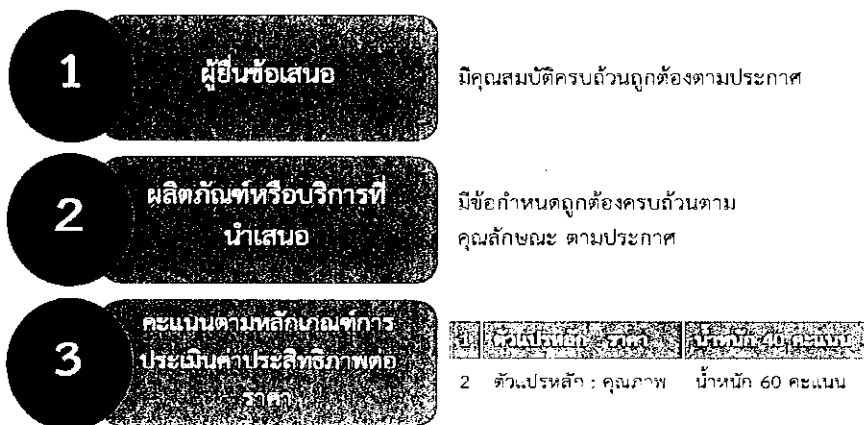 1
ผู้ยื่นข้อเสนอ
มีคุณสมบัติครบถ้วนถูกต้องตามประกาศ
2
ผลิตภัณฑ์หรือบริการที่
นำเสนอ
มีข้อกำหนดถูกต้องครบถ้วนตาม
คุณลักษณะ ตามประกาศ
3
คะแนนตามหลักเกณฑ์การ
ประเมินค่าประสิทธิภาพต่อ
ราคา
1 ตัวแปรหลัก : ราคา น้ำหนัก 40 คะแนน
2 ตัวแปรหลัก : คุณภาพ น้ำหนัก 60 คะแนน